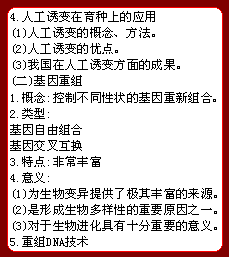 4.人工诱变在育种上的应用
(1)人工诱变的概念、方法。
(2)人工诱变的优点。
(3)我国在人工诱变方面的成果。
(二)基因重组
1.概念:控制不同性状的基因重新组合。
2.类型:
基因自由组合
基因交叉互换
3.特点:非常丰富
4.意义:
(1)为生物变异提供了极其丰富的来源。
(2)是形成生物多样性的重要原因之一。
(3)对于生物进化具有十分重要的意义。
5.重组DNA技术